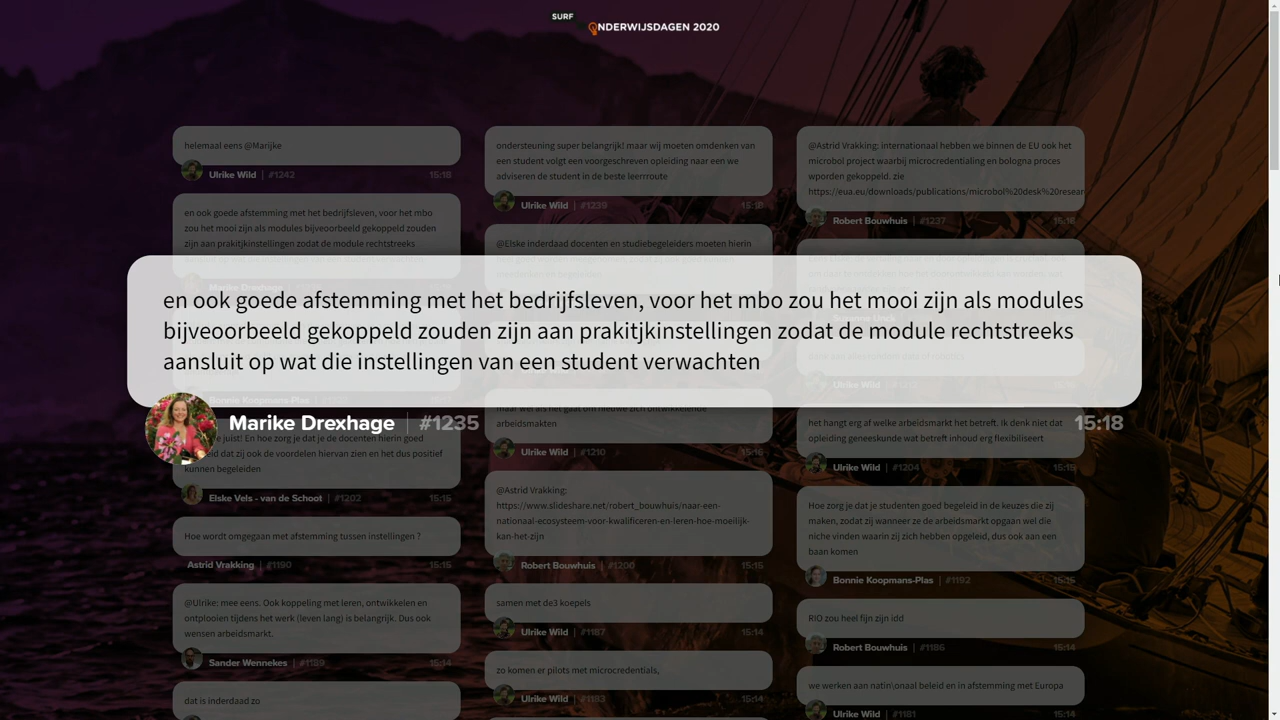 SURF
ONDERWIJSDAGEN 2020
helemaal eens @Marijke
Ulrike Wild | #1242 15:18
en ook goede afstemming met het bedrijfsleven, voor het mbo
zou het mooi zijn als modules bijveoorbeeld gekoppeld zouden
zijn aan prakitjkinstellingen zodat de module rechtstreeks
ondersteuning super belangrijk! maar wij moeten omdenken van
een student volgt een voorgeschreven opleiding naar een we
adviseren de student in de beste leerrroute
Ulrike Wild | #1239 15:18
@Elske inderdaad docenten en studiebegeleiders moeten hierin
@Astrid Vrakking: internationaal hebben we binnen de EU ook het
microbol project waarbij microcredentialing en bologna proces
wporden gekoppeld. zie
https://eua.eu/downloads/publications/microbol%20desk%20resear
Robert Bouwhuis | #1237 15:18
en ook goede afstemming met het bedrijfsleven, voor het mbo zou het mooi zijn als modules
bijveoorbeeld gekoppeld zouden zijn aan prakitjkinstellingen zodat de module rechtstreeks
aansluit op wat die instellingen van een student verwachten
Marike Drexhage | #1235 15:18
juist! En hoe zorg je dat je de docenten hierin goed
dat zij ook de voordelen hiervan zien en het dus positief
kunnen begeleiden
Elske Vels - van de Schoot | #1202 15:15
Hoe wordt omgegaan met afstemming tussen instellingen ?
Astrid Vrakking | #1190 15:15
@Ulrike: mee eens. Ook koppeling met leren, ontwikkelen en
ontplooien tijdens het werk (leven lang) is belangrijk. Dus ook
wensen arbeidsmarkt.
Sander Wennekes | #1189 15:14
dat is inderdaad zo
maar wel als het gaat om nieuwe zich ontwikkelende
arbeidsmakten
Ulrike Wild | #1210 15:16
@Astrid Vrakking:
https://www.slideshare.net/robert_bouwhuis/naar-een-
nationaal-ecosysteem-voor-kwalificeren-en-leren-hoe-moeilijk-
kan-het-zijn
Robert Bouwhuis | #1200 15:15
samen met de3 koepels
Ulrike Wild | #1187 15:14
zo komen er pilots met microcredentials,
Ulrike Wild | #1183 15:14
het hangt erg af welke arbeidsmarkt het betreft. Ik denk niet dat
opleiding geneeskunde wat betreft inhoud erg flexibiliseert
Ulrike Wild | #1204 15:15
Hoe zorg je dat je studenten goed begeleid in de keuzes die zij
maken, zodat zij wanneer ze de arbeidsmarkt opgaan wel die
niche vinden waarin zij zich hebben opgeleid, dus ook aan een
baan komen
Bonnie Koopmans-Plas | #1192 15:15
RIO zou heel fijn zijn idd
Robert Bouwhuis | #1186 15:14
we werken aan natin\onaal beleid en in afstemming met Europa
Ulrike Wild | #1181 15:14